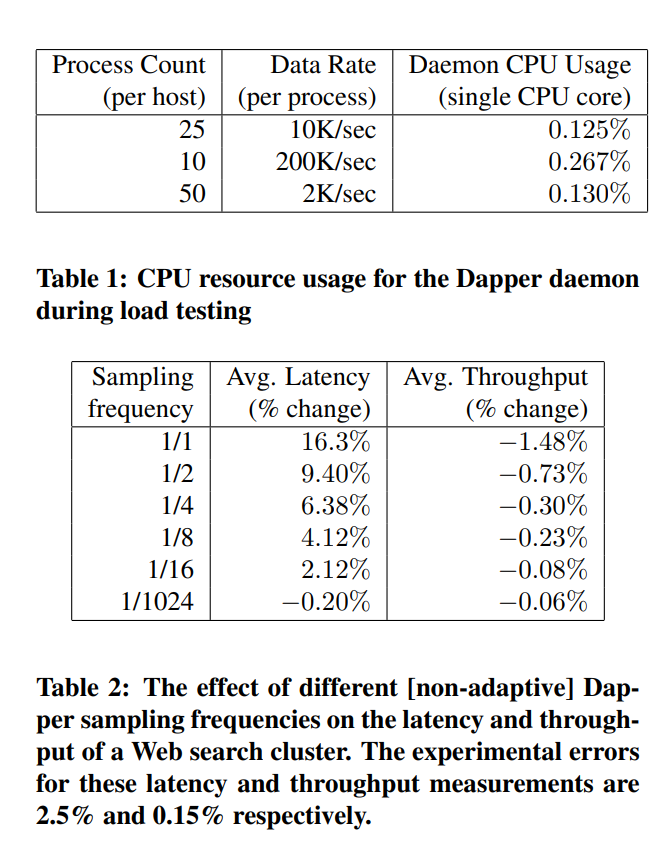 Process Count Data Rate Daemon CPU Usage
(per host) (per process) (single CPU core)
25 10K/sec 0.125%
10 200K/sec 0.267%
50 2K/sec 0.130%
Table 1: CPU resource usage for the Dapper daemon
during load testing
Sampling Avg. Latency Avg. Throughput
frequency (% change) (% change)
1/1 16.3% −1.48%
1/2 9.40% −0.73%
1/4 6.38% −0.30%
1/8 4.12% −0.23%
1/16 2.12% −0.08%
1/1024 −0.20% −0.06%
Table 2: The effect of different [non-adaptive] Dap-
per sampling frequencies on the latency and through-
put of a Web search cluster. The experimental errors
for these latency and throughput measurements are
2.5% and 0.15% respectively.